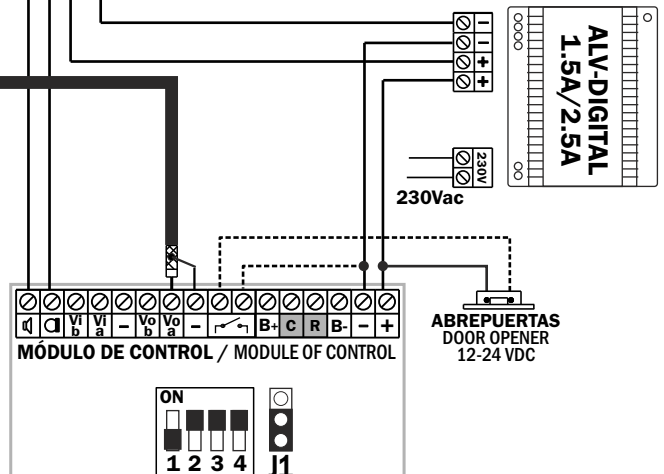 −
−
+
+
ALV-DIGITAL
1.5A/2.5A
230V
230Vac
Vi b
Vi a
−
Vo b
Vo a
−
B+
C
R
B-
−
+
MÓDULO DE CONTROL / MODULE OF CONTROL
ABREPUERTAS
DOOR OPENER
12-24 VDC
ON
1 2 3 4
J1